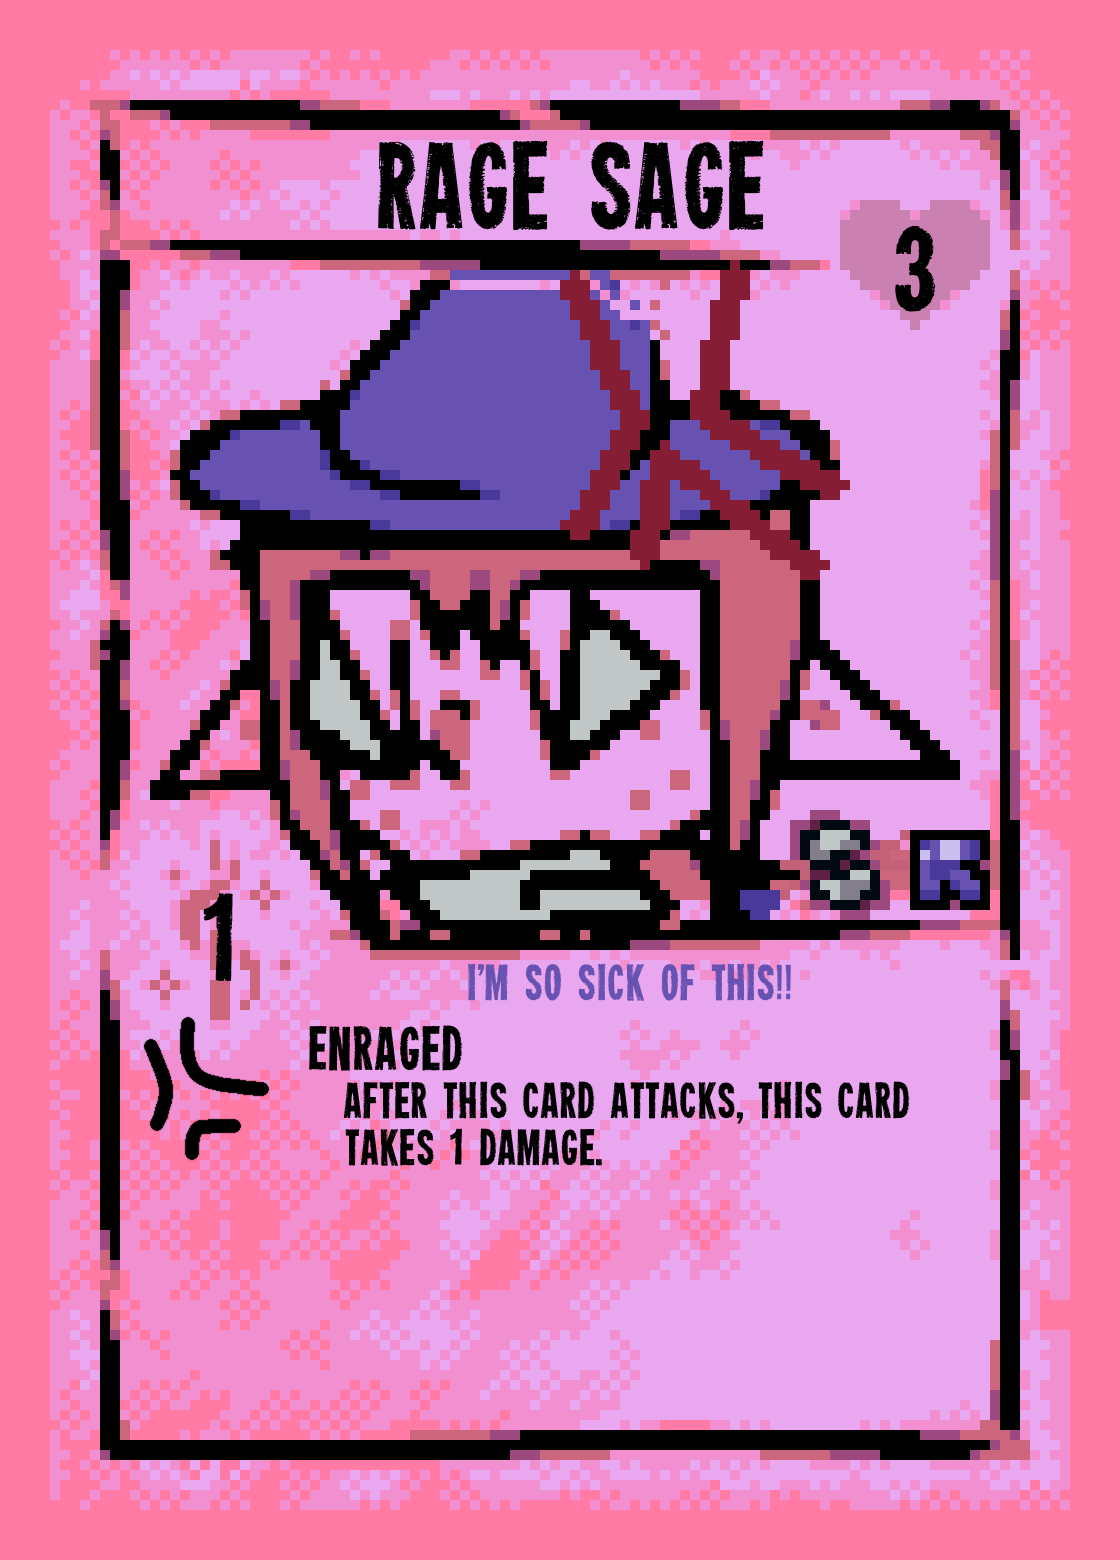 RAGE SAGE
3
1
I'M SO SICK OF THIS!!
ENRAGED
AFTER THIS CARD ATTACKS, THIS CARD
TAKES 1 DAMAGE.